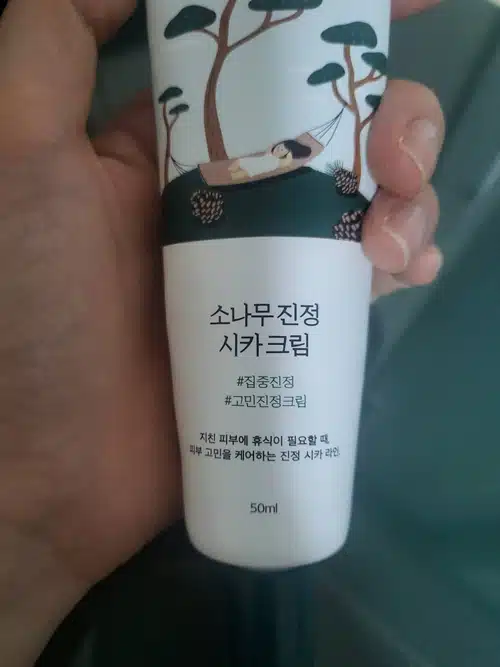 소나무 진정
시카 크림
#집중진정
#고민진정크림
지친 피부에 휴식이 필요할 때,
피부 고민을 케어하는 진정 시카 라인.
50ml